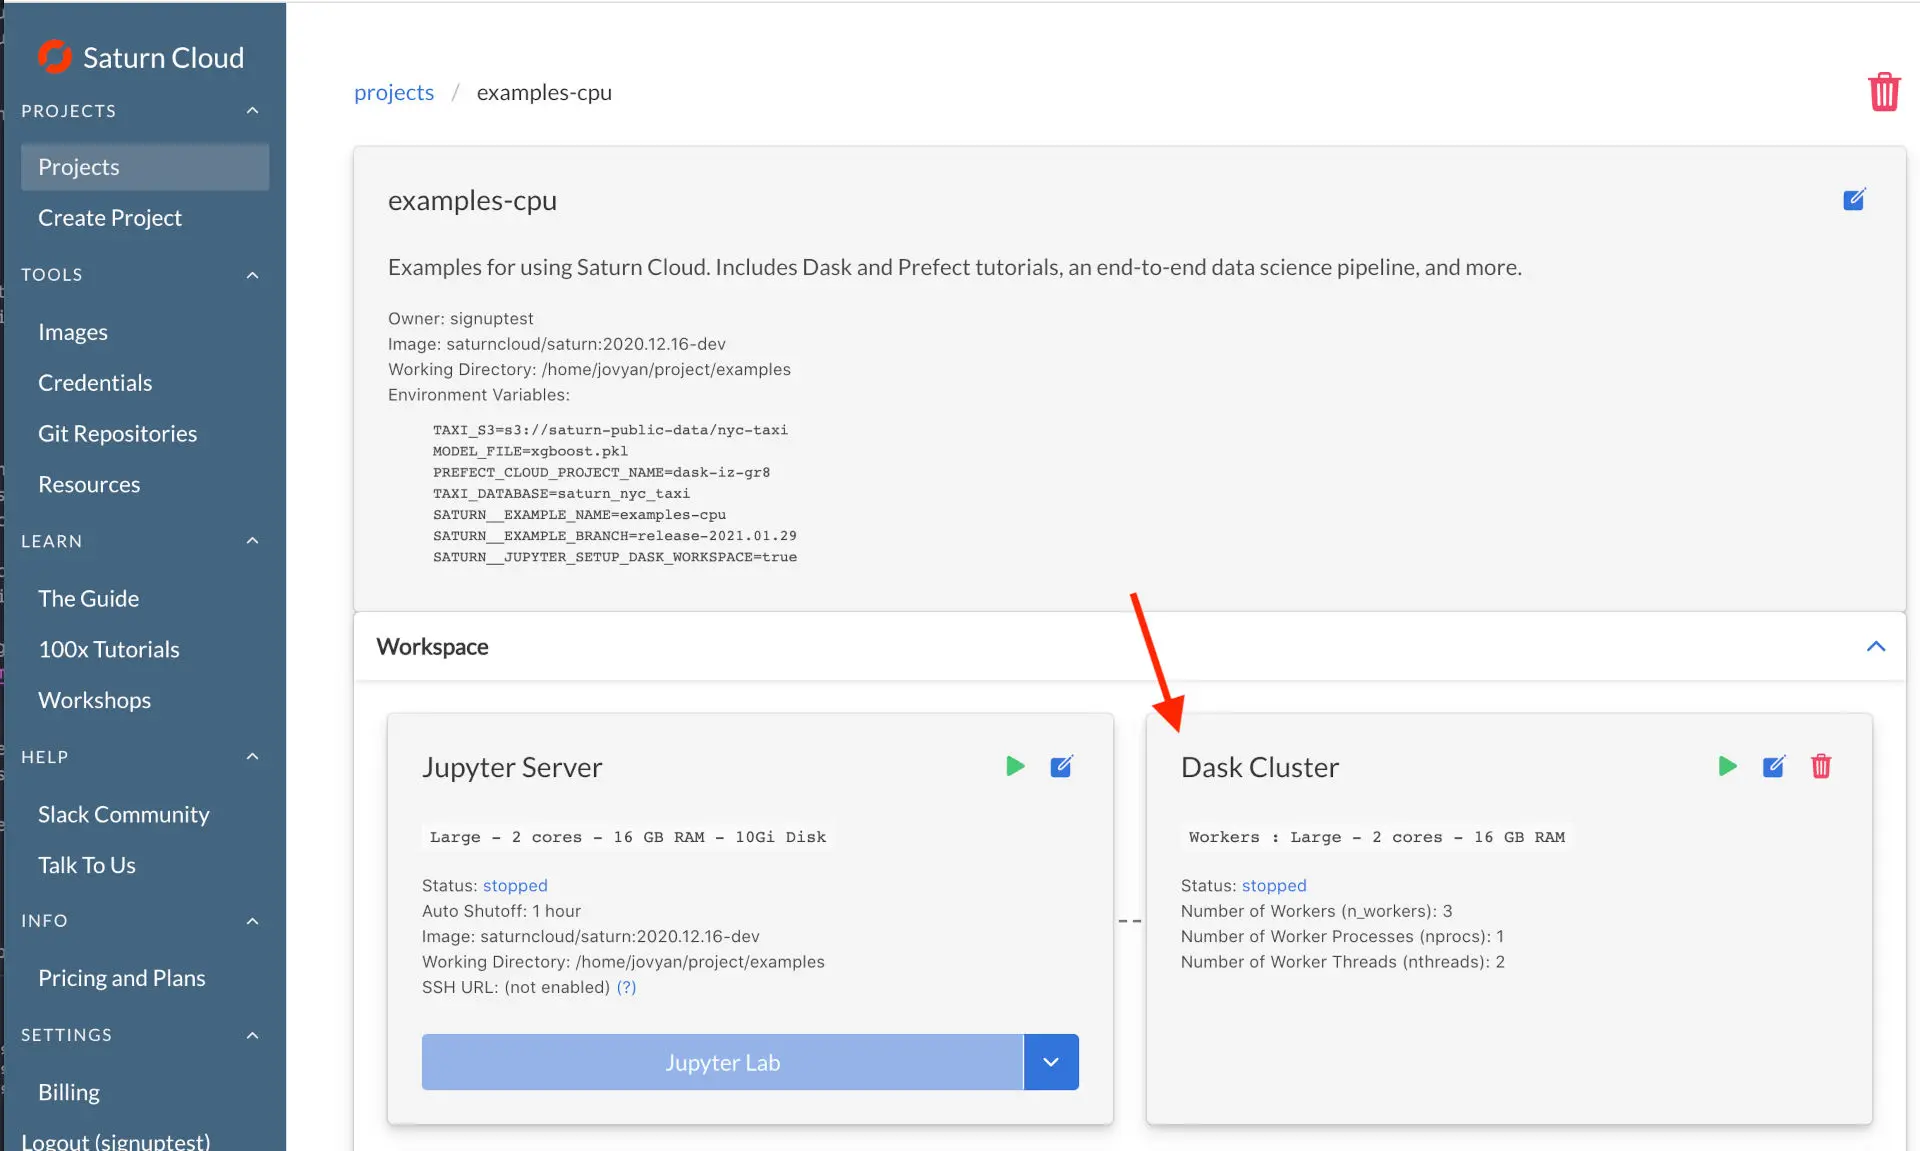 Saturn Cloud
PROJECTS
Projects
Create Project
TOOLS
Images
Credentials
Git Repositories
Resources
LEARN
The Guide
100x Tutorials
Workshops
HELP
Slack Community
Talk To Us
INFO
Pricing and Plans
SETTINGS
Billing
Logout (signuptest)
projects / examples-cpu
examples-cpu
Examples for using Saturn Cloud. Includes Dask and Prefect tutorials, an end-to-end data science pipeline, and more.
Owner: signuptest
Image: saturncloud/saturn:2020.12.16-dev
Working Directory: /home/jovyan/project/examples
Environment Variables:
TAXI_S3=s3://saturn-public-data/nyc-taxi
MODEL_FILE=xgboost.pkl
PREFECT_CLOUD_PROJECT_NAME=dask-iz-gr8
TAXI_DATABASE=saturn_nyc_taxi
SATURN__EXAMPLE_NAME=examples-cpu
SATURN__EXAMPLE_BRANCH=release-2021.01.29
SATURN__JUPYTER_SETUP_DASK_WORKSPACE=true
Workspace
Jupyter Server
Large - 2 cores - 16 GB RAM - 10Gi Disk
Status: stopped
Auto Shutoff: 1 hour
Image: saturncloud/saturn:2020.12.16-dev
Working Directory: /home/jovyan/project/examples
SSH URL: (not enabled) (?)
Jupyter Lab
Dask Cluster
Workers : Large - 2 cores - 16 GB RAM
Status: stopped
Number of Workers (n_workers): 3
Number of Worker Processes (nprocs): 1
Number of Worker Threads (nthreads): 2